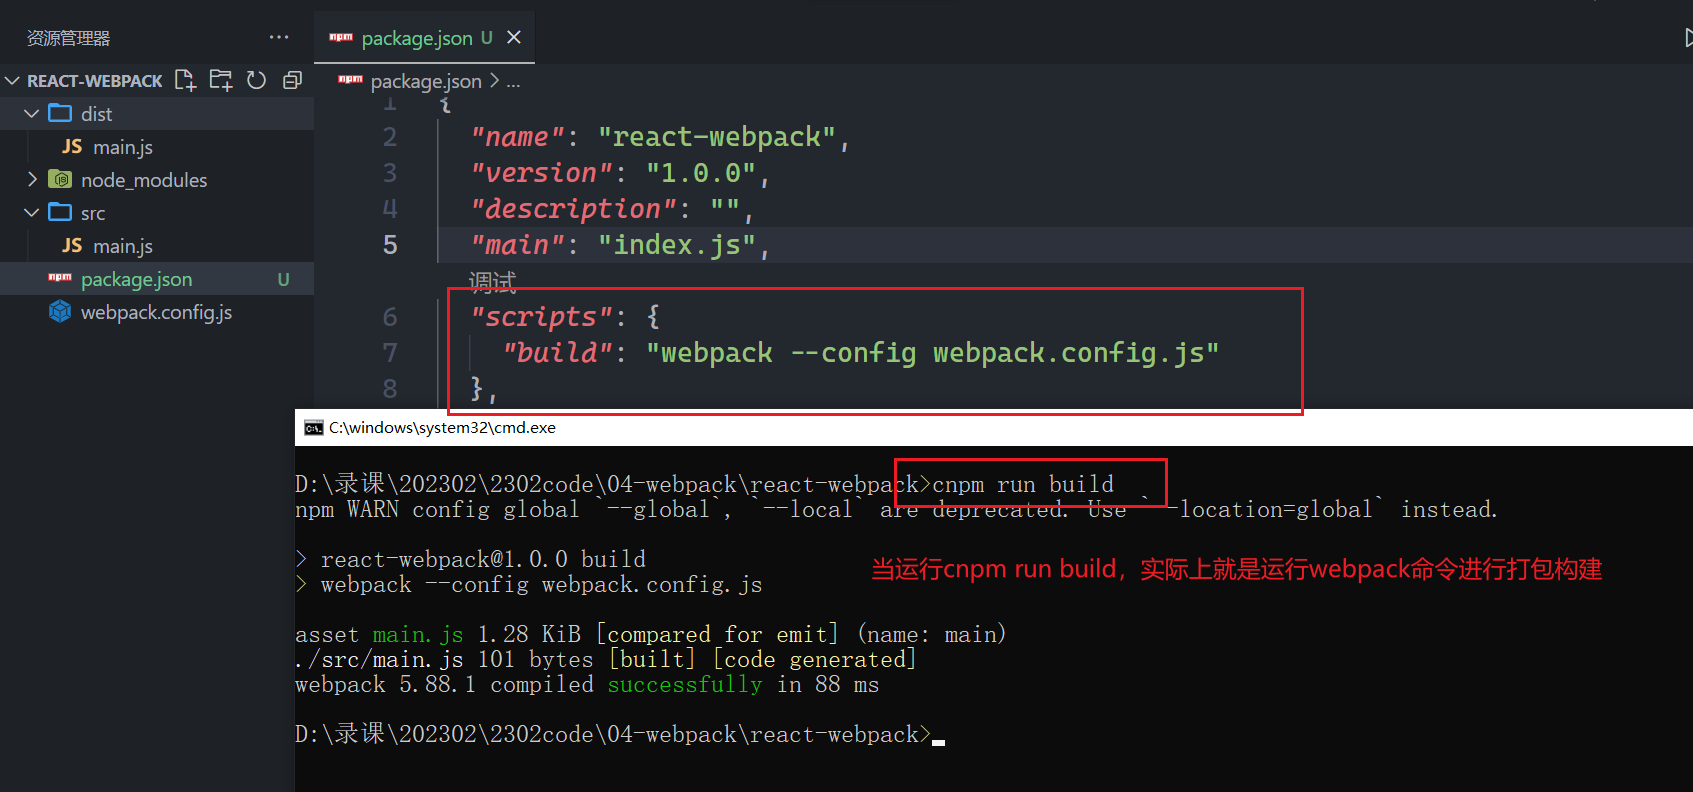 资源管理器 ...
REACT-WEBPACK
dist
JS main.js
node_modules
src
JS main.js
npm package.json U
webpack.config.js
npm package.json U
npm package.json > ...
1 {
2 "name": "react-webpack",
3 "version": "1.0.0",
4 "description": "",
5 "main": "index.js",
调试
6 "scripts": {
7 "build": "webpack --config webpack.config.js"
8 },
C:\windows\system32\cmd.exe
D:\录课\202302\2302code\04-webpack\react-webpack>cnpm run build
npm WARN config global `--global`, `--local` are deprecated. Use `--location=global` instead.
> react-webpack@1.0.0 build
> webpack --config webpack.config.js
当运行cnpm run build，实际上就是运行webpack命令进行打包构建
asset main.js 1.28 KiB [compared for emit] (name: main)
./src/main.js 101 bytes [built] [code generated]
webpack 5.88.1 compiled successfully in 88 ms
D:\录课\202302\2302code\04-webpack\react-webpack>